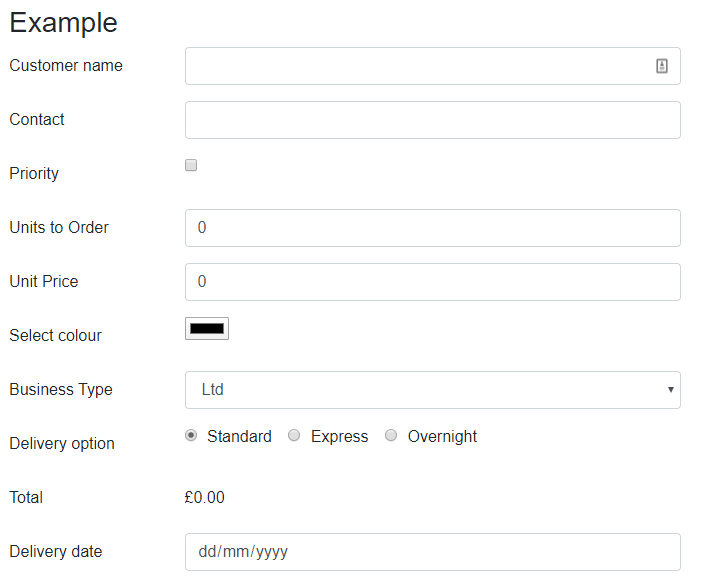 Example
Customer name
Contact
Priority
Units to Order 0
Unit Price 0
Select colour
Business Type Ltd
Delivery option Standard Express Overnight
Total £0.00
Delivery date dd/mm/yyyy